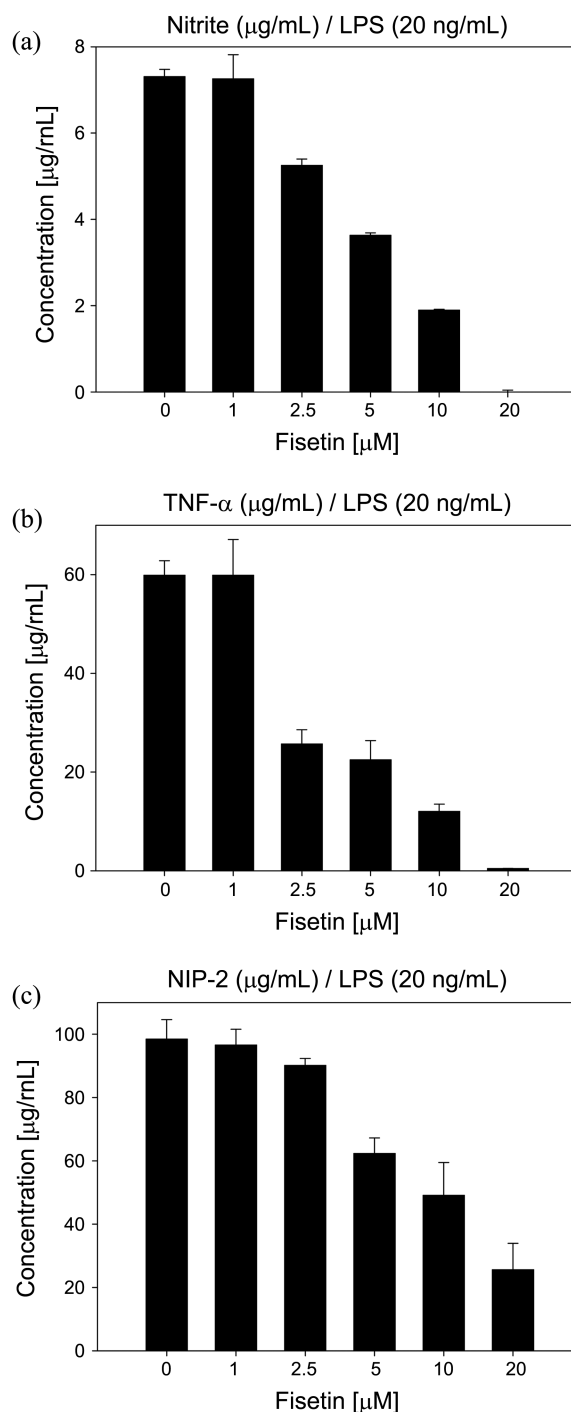 (a)
Nitrite (μg/mL) / LPS (20 ng/mL)
Concentration [μg/rnL]
8
6
4
2
0
0 1 2.5 5 10 20
Fisetin [μM]
(b)
TNF-α (μg/mL) / LPS (20 ng/mL)
Concentration [μg/rnL]
60
40
20
0
0 1 2.5 5 10 20
Fisetin [μM]
(c)
NIP-2 (μg/mL) / LPS (20 ng/mL)
Concentration [μg/rnL]
100
80
60
40
20
0
0 1 2.5 5 10 20
Fisetin [μM]